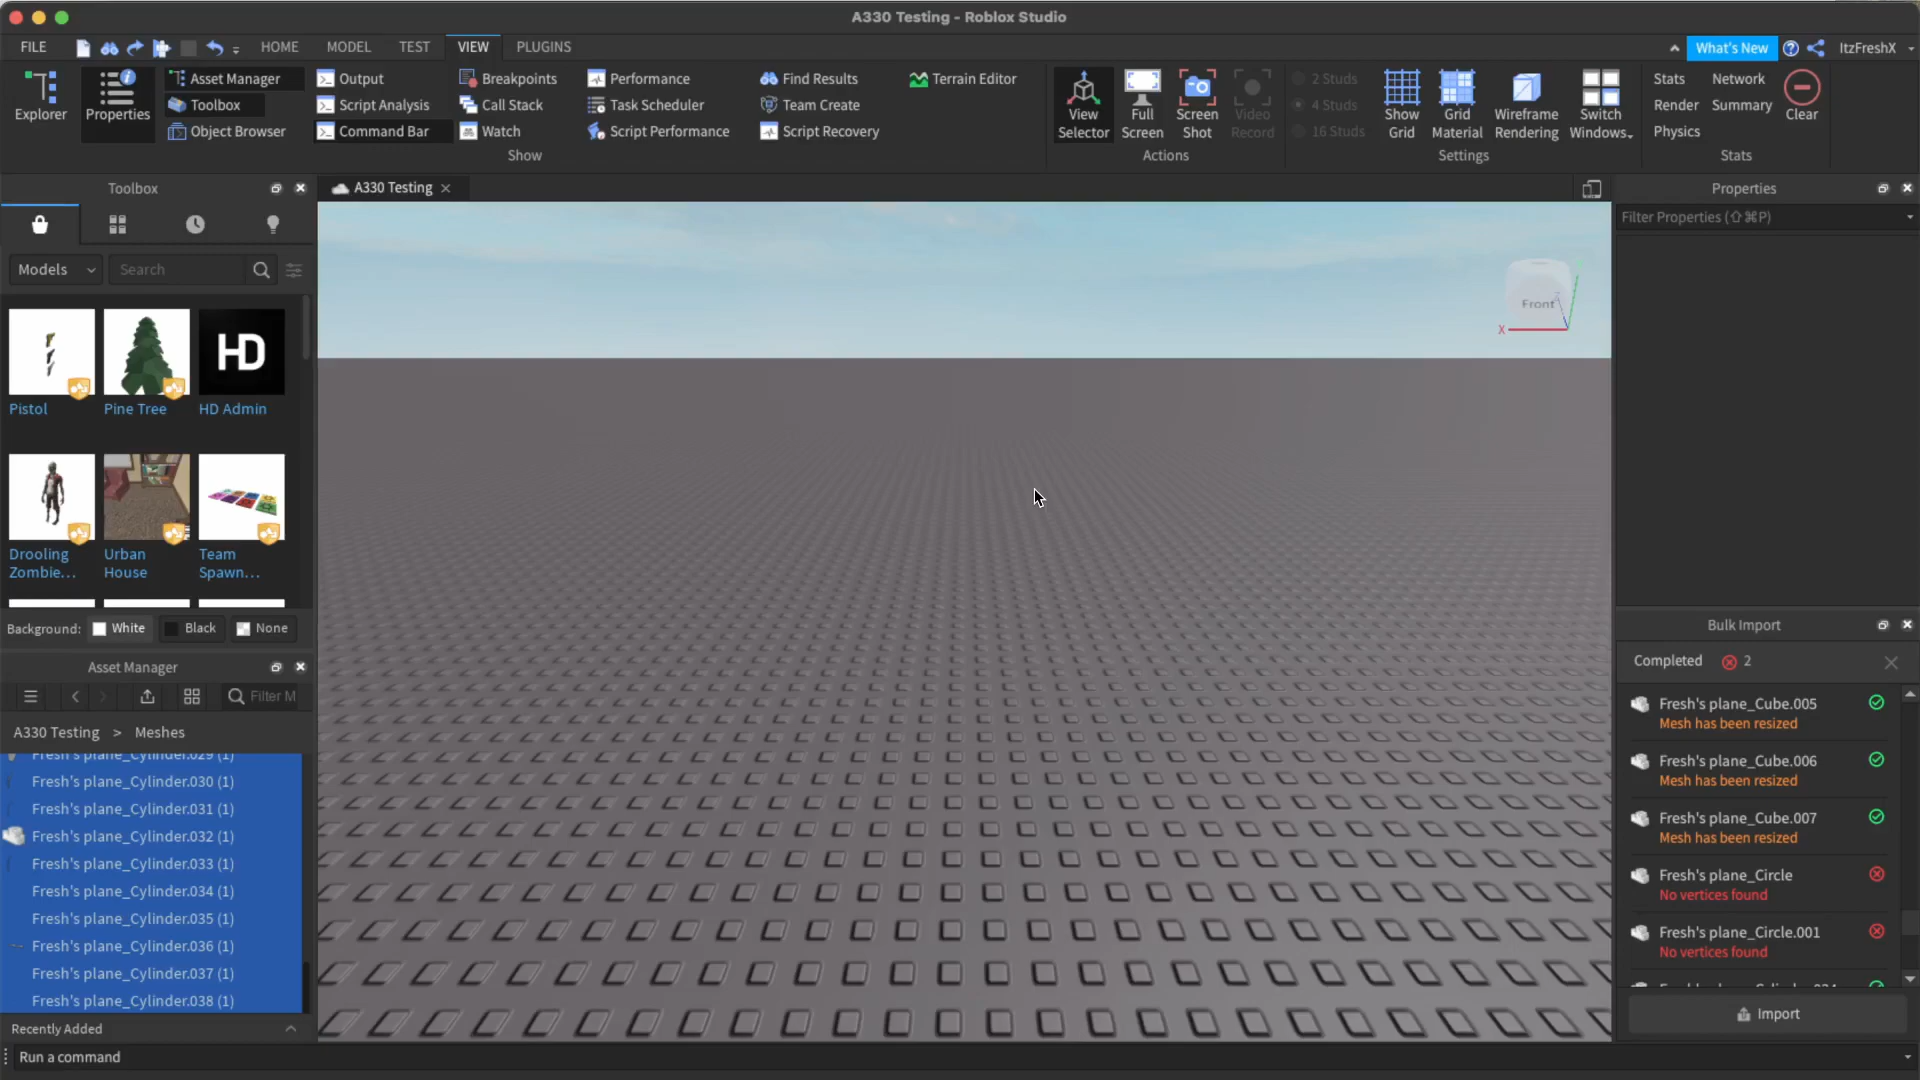 A330 Testing - Roblox Studio
FILE
HOME
MODEL
TEST
VIEW
PLUGINS
What's New
ItzFreshX
Explorer
Properties
Asset Manager
Toolbox
Object Browser
Output
Script Analysis
Command Bar
Breakpoints
Call Stack
Watch
Performance
Task Scheduler
Script Performance
Find Results
Team Create
Script Recovery
Terrain Editor
Show
View
Selector
Full
Screen
Screen
Shot
Video
Record
Actions
2 Studs
4 Studs
16 Studs
Show
Grid
Grid
Material
Wireframe
Rendering
Switch
Windows
Settings
Stats
Render
Physics
Network
Summary
Clear
Stats
Toolbox
A330 Testing
Properties
Filter Properties (⇧⌘P)
Models
Search
Pistol
Pine Tree
HD
HD Admin
Drooling
Zombie...
Urban
House
Team
Spawn...
Background:
White
Black
None
Front
X
Asset Manager
Filter M
A330 Testing > Meshes
Fresh's plane_Cylinder.029 (1)
Fresh's plane_Cylinder.030 (1)
Fresh's plane_Cylinder.031 (1)
Fresh's plane_Cylinder.032 (1)
Fresh's plane_Cylinder.033 (1)
Fresh's plane_Cylinder.034 (1)
Fresh's plane_Cylinder.035 (1)
Fresh's plane_Cylinder.036 (1)
Fresh's plane_Cylinder.037 (1)
Fresh's plane_Cylinder.038 (1)
Recently Added
Run a command
Bulk Import
Completed
2
Fresh's plane_Cube.005
Mesh has been resized
Fresh's plane_Cube.006
Mesh has been resized
Fresh's plane_Cube.007
Mesh has been resized
Fresh's plane_Circle
No vertices found
Fresh's plane_Circle.001
No vertices found
Import